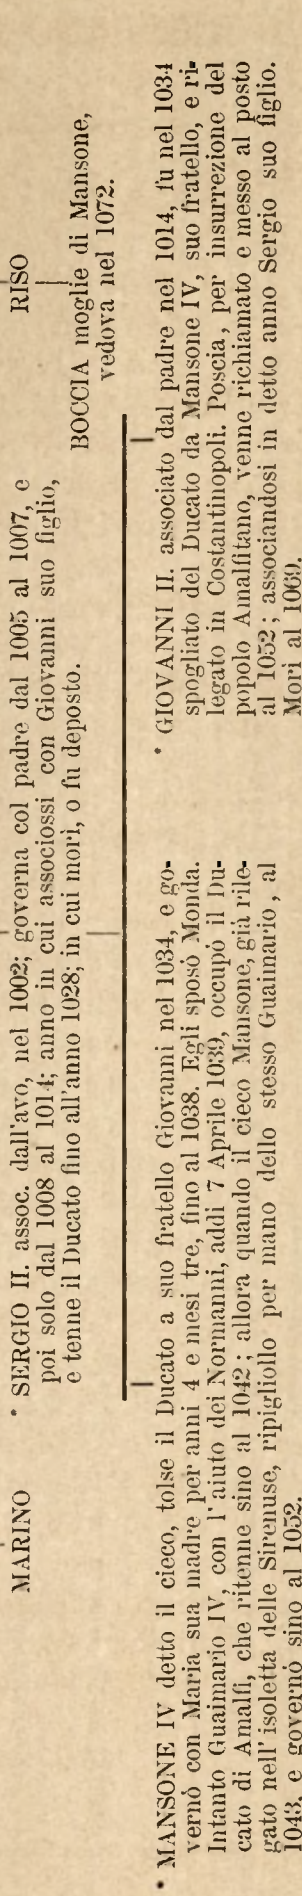 MARINO
* SERGIO II. assoc. dall'avo, nel 1002; governa col padre dal 1005 al 1007, e
poi solo dal 1008 al 1014; anno in cui associossi con Giovanni suo figlio,
e tenne il Ducato fino all'anno 1028; in cui morì, o fu deposto.
RISO
BOCCIA moglie di Mansone,
vedova nel 1072.
* MANSONE IV detto il cieco, tolse il Ducato a suo fratello Giovanni nel 1034, e go-
vernò con Maria sua madre per anni 4 e mesi tre, fino al 1038. Egli sposò Monda.
Intanto Guaimario IV, con l'aiuto dei Normanni, addì 7 Aprile 1039, occupò il Du-
cato di Amalfi, che ritenne sino al 1042; allora quando il cieco Mansone, già rile-
gato nell'isoletta delle Sirenuse, ripigliollo per mano dello stesso Guaimario, al
1043, e governò sino al 1052.
* GIOVANNI II. associato dal padre nel 1014, fu nel 1034
spogliato del Ducato da Mansone IV, suo fratello, e ri-
legato in Costantinopoli. Poscia, per insurrezione del
popolo Amalfitano, venne richiamato e messo al posto
al 1052; associandosi in detto anno Sergio suo figlio.
Morì al 1069.